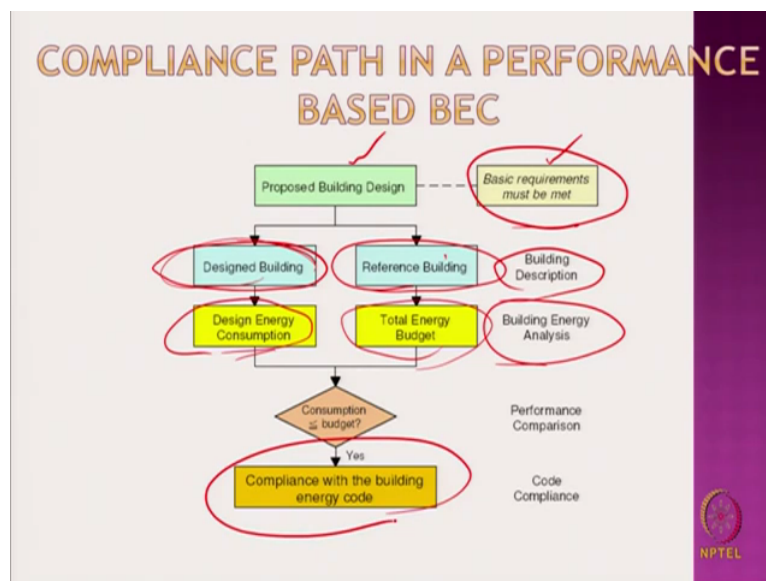 COMPLIANCE PATH IN A PERFORMANCE
BASED BEC
Proposed Building Design
Basic requirements
must be met
Designed Building
Reference Building
Building
Description
Design Energy
Consumption
Total Energy
Budget
Building Energy
Analysis
Consumption
≦ budget?
Performance
Comparison
Yes
Compliance with the building
energy code
Code
Compliance
NPTEL